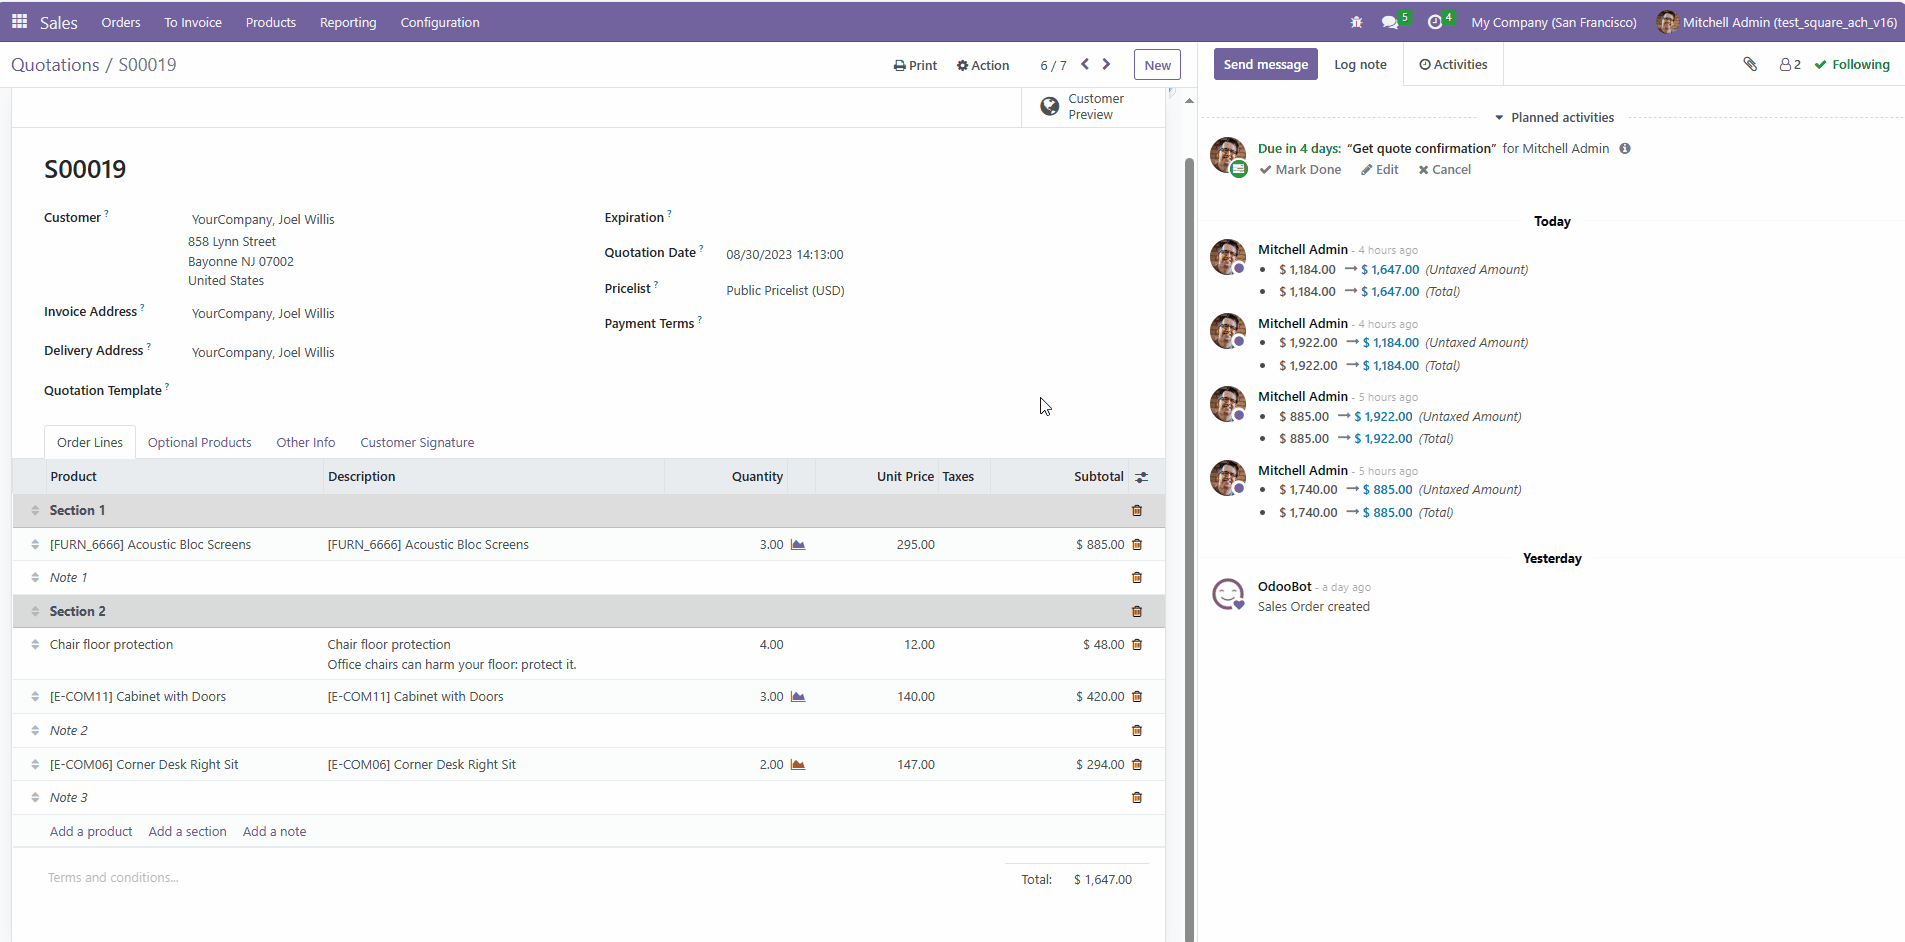 Sales Orders To Invoice Products Reporting Configuration 5 4 My Company (San Francisco) Mitchell Admin (test_square_ach_v16)
Quotations / S00019 Print Action 6 / 7 New Send message Log note Activities 2 Following
Customer
Preview
S00019
Customer ? YourCompany, Joel Willis
858 Lynn Street
Bayonne NJ 07002
United States
Invoice Address ? YourCompany, Joel Willis
Delivery Address ? YourCompany, Joel Willis
Quotation Template ?
Expiration ?
Quotation Date ? 08/30/2023 14:13:00
Pricelist ? Public Pricelist (USD)
Payment Terms ?
Order Lines Optional Products Other Info Customer Signature
Product Description Quantity Unit Price Taxes Subtotal
Section 1
[FURN_6666] Acoustic Bloc Screens [FURN_6666] Acoustic Bloc Screens 3.00 295.00 $ 885.00
Note 1
Section 2
Chair floor protection Chair floor protection 4.00 12.00 $ 48.00
Office chairs can harm your floor: protect it.
[E-COM11] Cabinet with Doors [E-COM11] Cabinet with Doors 3.00 140.00 $ 420.00
Note 2
[E-COM06] Corner Desk Right Sit [E-COM06] Corner Desk Right Sit 2.00 147.00 $ 294.00
Note 3
Add a product Add a section Add a note
Terms and conditions...
Total: $ 1,647.00
Planned activities
Due in 4 days: “Get quote confirmation” for Mitchell Admin
Mark Done Edit Cancel
Today
Mitchell Admin - 4 hours ago
• $ 1,184.00 → $ 1,647.00 (Untaxed Amount)
• $ 1,184.00 → $ 1,647.00 (Total)
Mitchell Admin - 4 hours ago
• $ 1,922.00 → $ 1,184.00 (Untaxed Amount)
• $ 1,922.00 → $ 1,184.00 (Total)
Mitchell Admin - 5 hours ago
• $ 885.00 → $ 1,922.00 (Untaxed Amount)
• $ 885.00 → $ 1,922.00 (Total)
Mitchell Admin - 5 hours ago
• $ 1,740.00 → $ 885.00 (Untaxed Amount)
• $ 1,740.00 → $ 885.00 (Total)
Yesterday
OdooBot - a day ago
Sales Order created